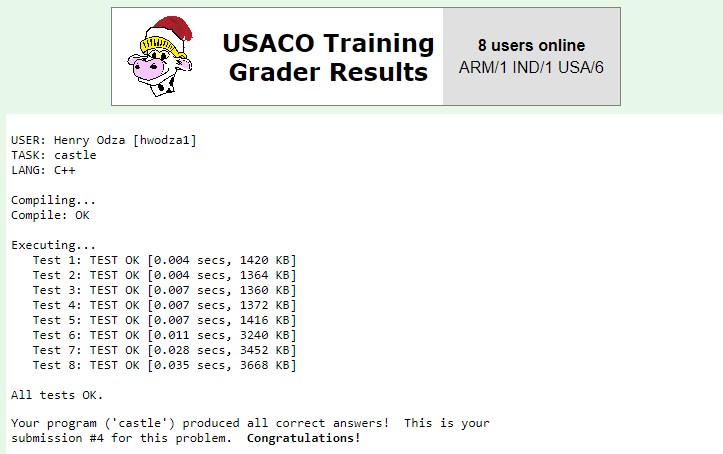 USACO Training
Grader Results
8 users online
ARM/1 IND/1 USA/6
USER: Henry Odza [hwodza1]
TASK: castle
LANG: C++
Compiling...
Compile: OK
Executing...
Test 1: TEST OK [0.004 secs, 1420 KB]
Test 2: TEST OK [0.004 secs, 1364 KB]
Test 3: TEST OK [0.007 secs, 1360 KB]
Test 4: TEST OK [0.007 secs, 1372 KB]
Test 5: TEST OK [0.007 secs, 1416 KB]
Test 6: TEST OK [0.011 secs, 3240 KB]
Test 7: TEST OK [0.028 secs, 3452 KB]
Test 8: TEST OK [0.035 secs, 3668 KB]
All tests OK.
Your program ('castle') produced all correct answers!  This is your
submission #4 for this problem.  Congratulations!